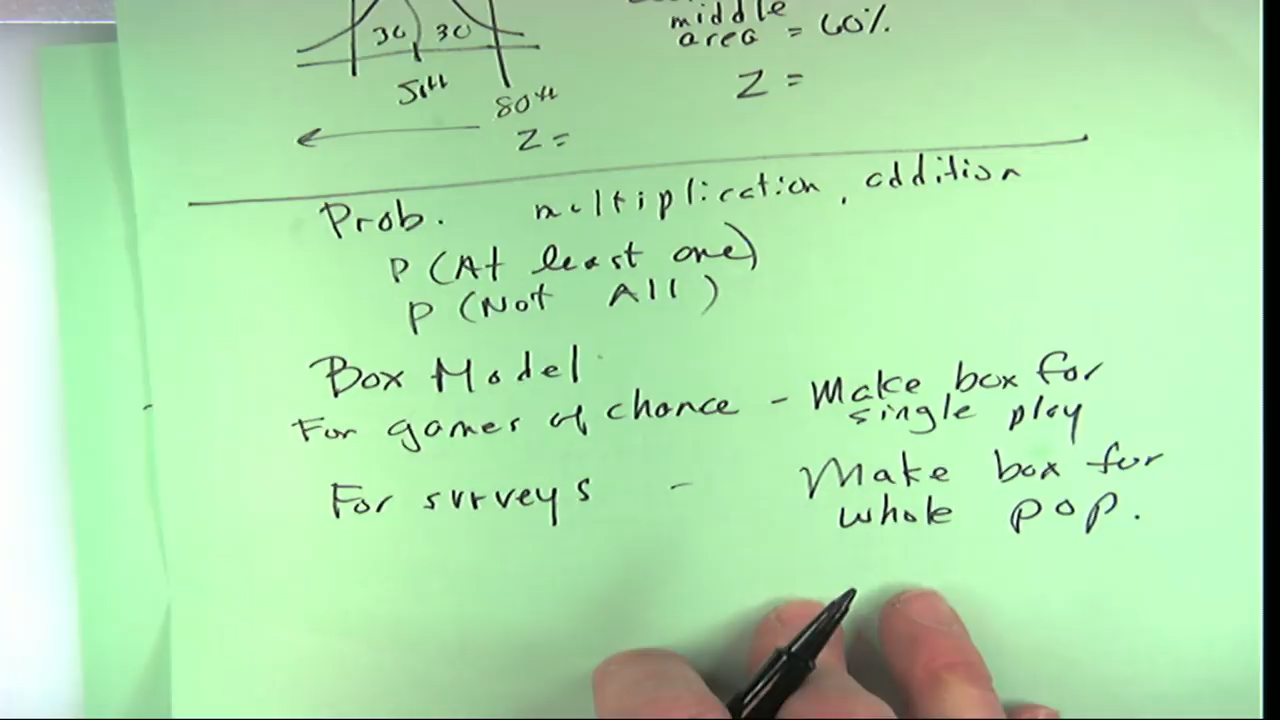 30 30
middle
area = 60%
50th
80th
Z =
Z =
Prob. multiplication, addition
P (At least one)
P (Not All)
Box Model
For games of chance - Make box for
single play
For surveys - Make box for
whole pop.